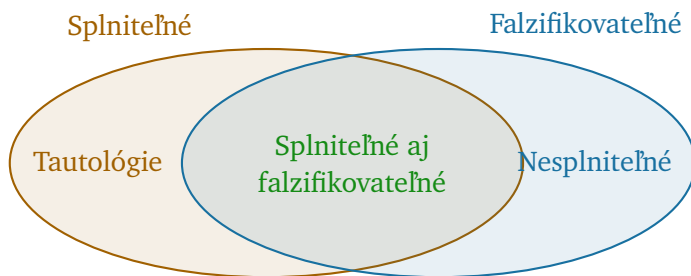 Splniteľné
Falzifikovateľné
Tautológie
Splniteľné aj
falzifikovateľné
Nesplniteľné